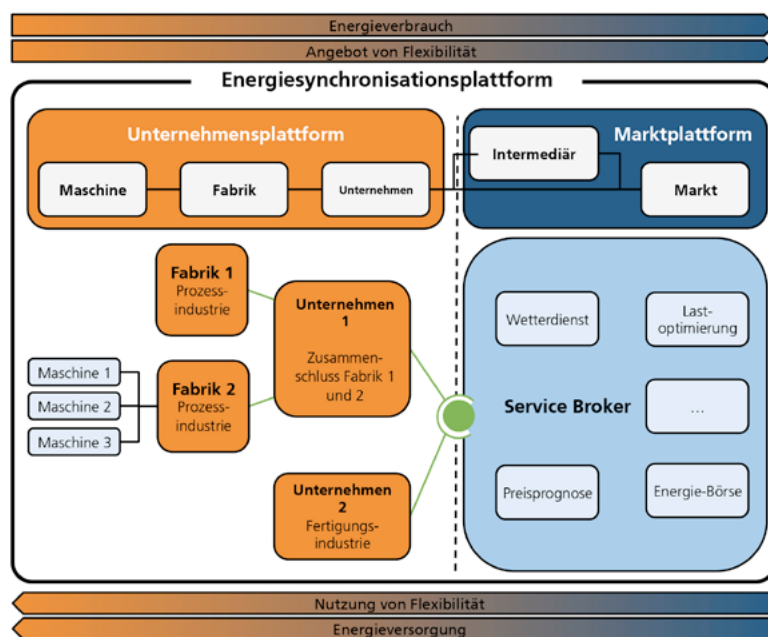 Energieverbrauch
Angebot von Flexibilität
Energiesynchronisationsplattform
Unternehmensplattform
Maschine
Fabrik
Unternehmen
Marktplattform
Intermediär
Markt
Fabrik 1
Prozess-
industrie
Unternehmen
1
Zusammen-
schluss Fabrik 1
und 2
Maschine 1
Maschine 2
Maschine 3
Fabrik 2
Prozess-
industrie
Unternehmen
2
Fertigungs-
industrie
Wetterdienst
Last-
optimierung
Service Broker
...
Preisprognose
Energie-Börse
Nutzung von Flexibilität
Energieversorgung